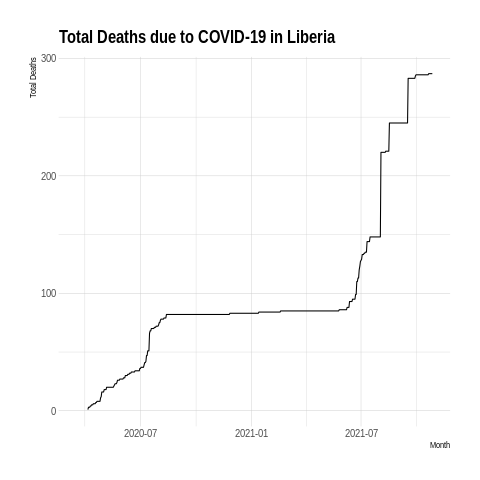 Total Deaths due to COVID-19 in Liberia
Total Deaths
300
200
100
0
2020-07
2021-01
2021-07
Month